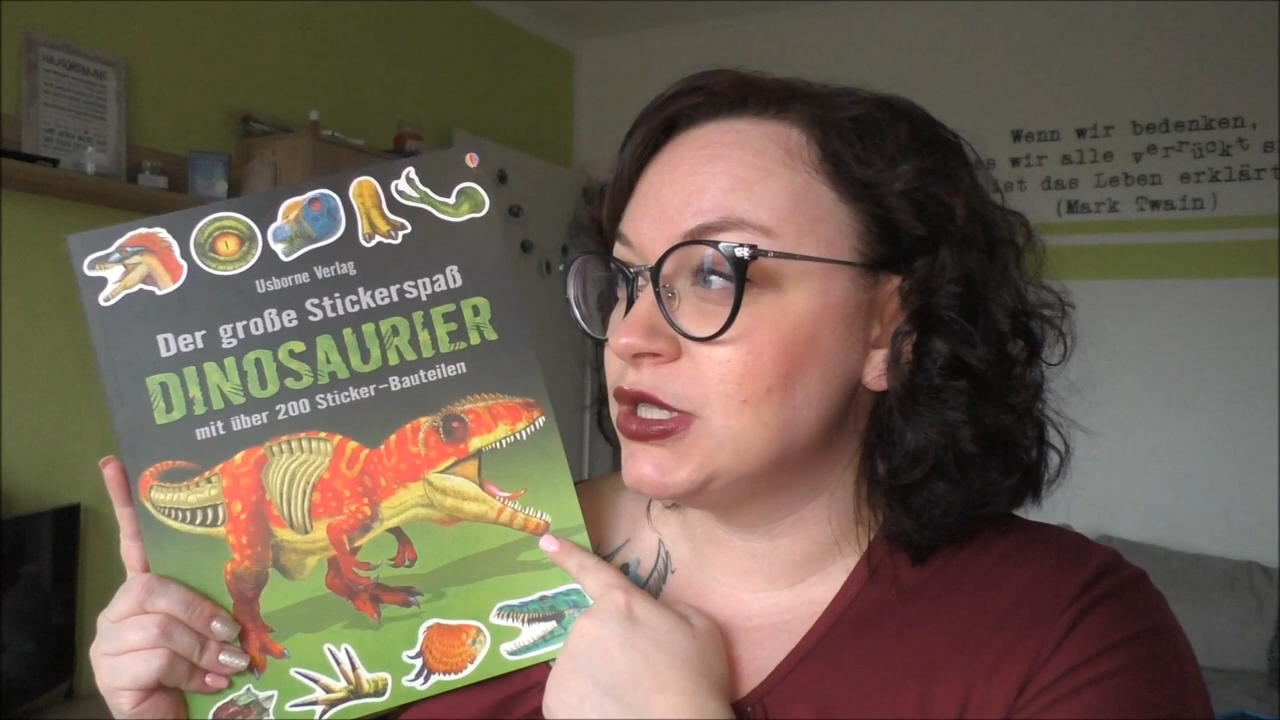 Usborne Verlag
Der große Stickerspaß
DINOSAURIER
mit über 200 Sticker-Bauteilen
Wenn wir bedenken,
wir alle verrückt
ist das Leben erklärt
(Mark Twain)